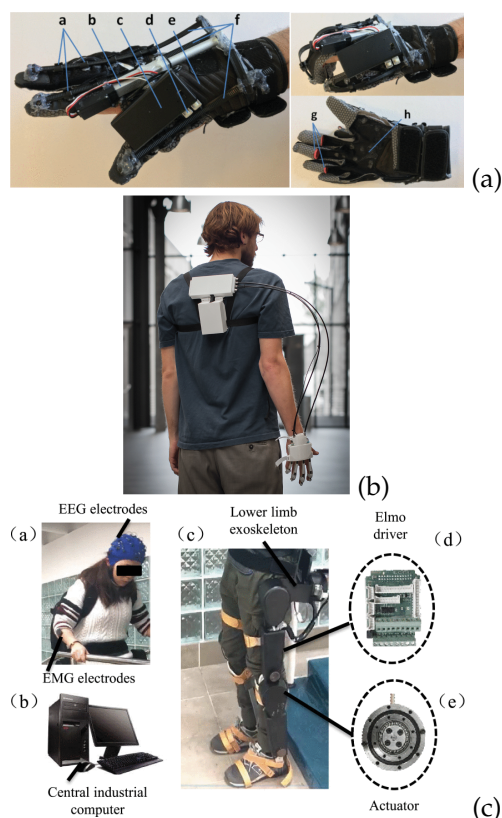 a b c d e f
g h
(a)
(b)
EEG electrodes
(a)
EMG electrodes
(b)
Central industrial
computer
(c)
Lower limb
exoskeleton
Elmo
driver
(d)
(e)
Actuator
(c)